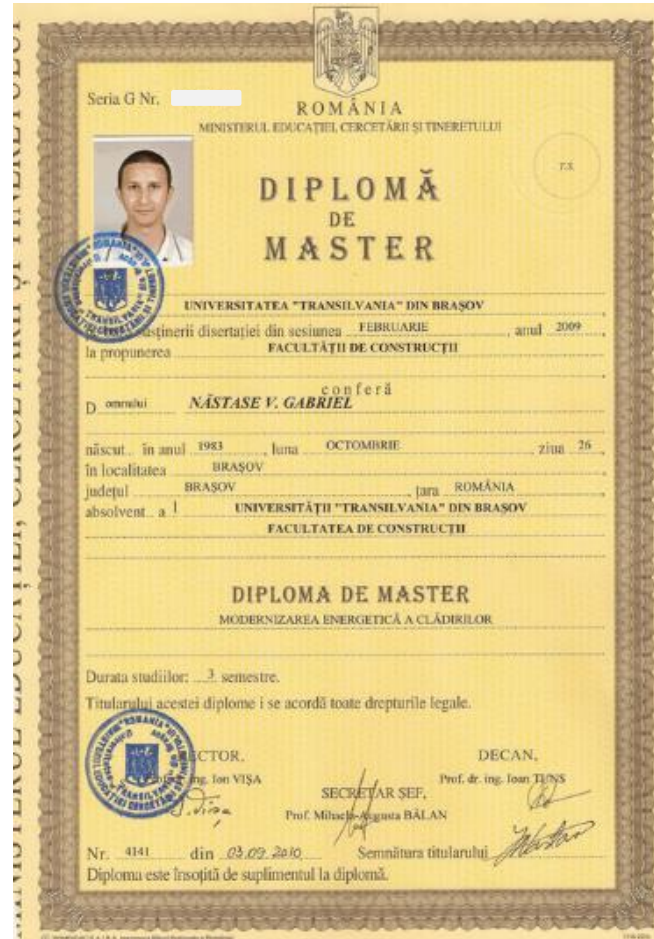 Seria G Nr.
ROMÂNIA
MINISTERUL EDUCAȚIEI, CERCETĂRII ȘI TINERETULUI
T.S.
DIPLOMĂ
DE
MASTER
UNIVERSITATEA "TRANSILVANIA" DIN BRAȘOV
susținerii disertației din sesiunea FEBRUARIE, anul 2009
la propunerea FACULTĂȚII DE CONSTRUCȚII
conferă
D omnului NĂSTASE V. GABRIEL
născut în anul 1983, luna OCTOMBRIE, ziua 26,
în localitatea BRAȘOV,
județul BRAȘOV, țara ROMÂNIA,
absolvent a l UNIVERSITĂȚII "TRANSILVANIA" DIN BRAȘOV
FACULTATEA DE CONSTRUCȚII
DIPLOMA DE MASTER
MODERNIZAREA ENERGETICĂ A CLĂDIRILOR
Durata studiilor: 3 semestre.
Titularului acestei diplome i se acordă toate drepturile legale.
DECAN,
ing. Ion VIȘA
Prof. dr. ing. Ioan TUNS
SECRETAR ȘEF,
Prof. Mihaela-Augusta BĂLAN
Nr. 4141 din 03.09.2010 Semnătura titularului
Diploma este însoțită de suplimentul la diplomă.